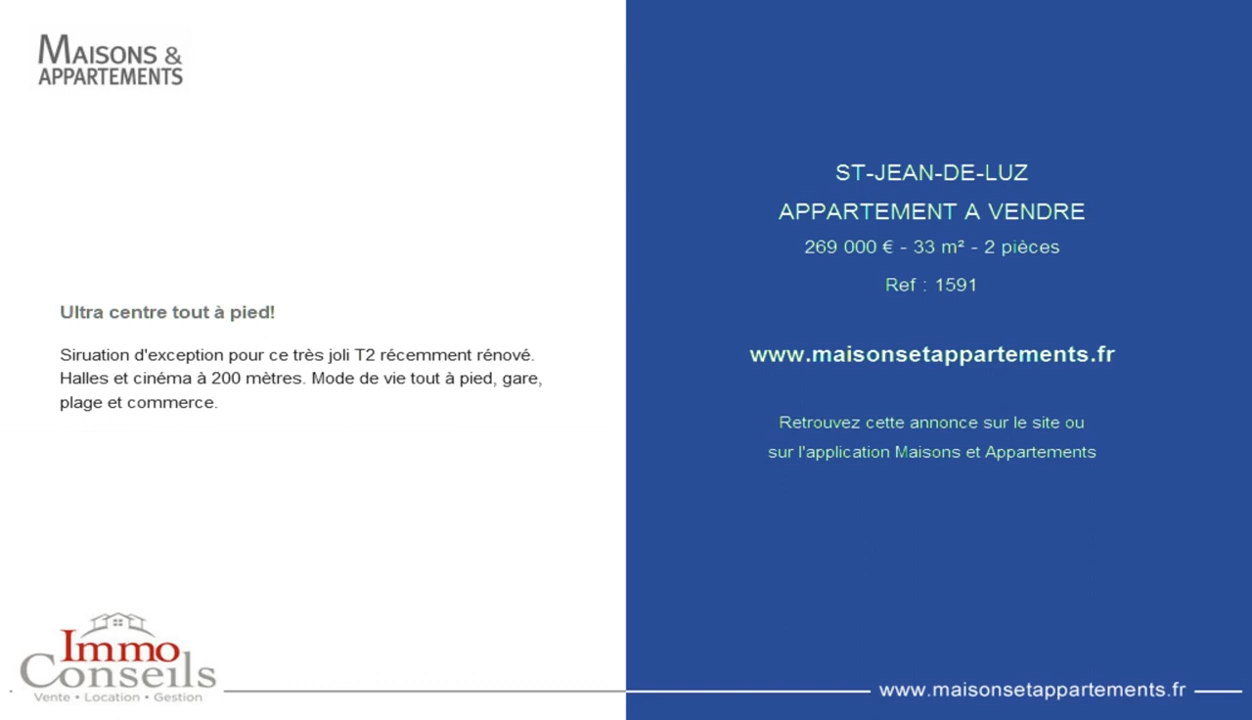 MAISONS &
APPARTEMENTS
Ultra centre tout à pied!
Siruation d'exception pour ce très joli T2 récemment rénové.
Halles et cinéma à 200 mètres. Mode de vie tout à pied, gare,
plage et commerce.
Immo
Conseils
Vente • Location • Gestion
ST-JEAN-DE-LUZ
APPARTEMENT A VENDRE
269 000 € - 33 m² - 2 pièces
Ref : 1591
www.maisonsetappartements.fr
Retrouvez cette annonce sur le site ou
sur l'application Maisons et Appartements
www.maisonsetappartements.fr